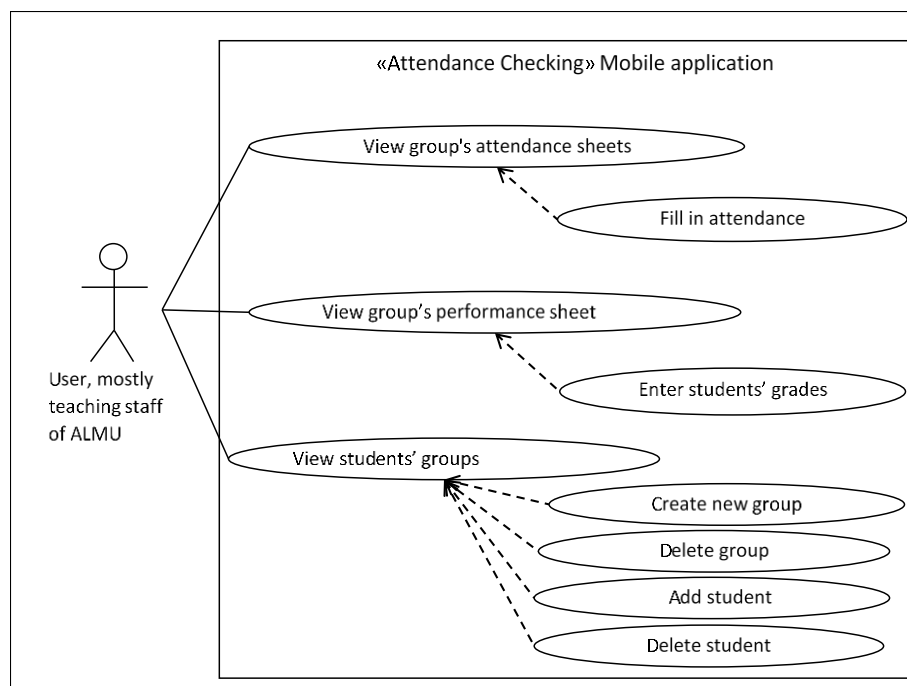 «Attendance Checking» Mobile application
View group's attendance sheets
Fill in attendance
View group’s performance sheet
Enter students’ grades
User, mostly
teaching staff
of ALMU
View students’ groups
Create new group
Delete group
Add student
Delete student